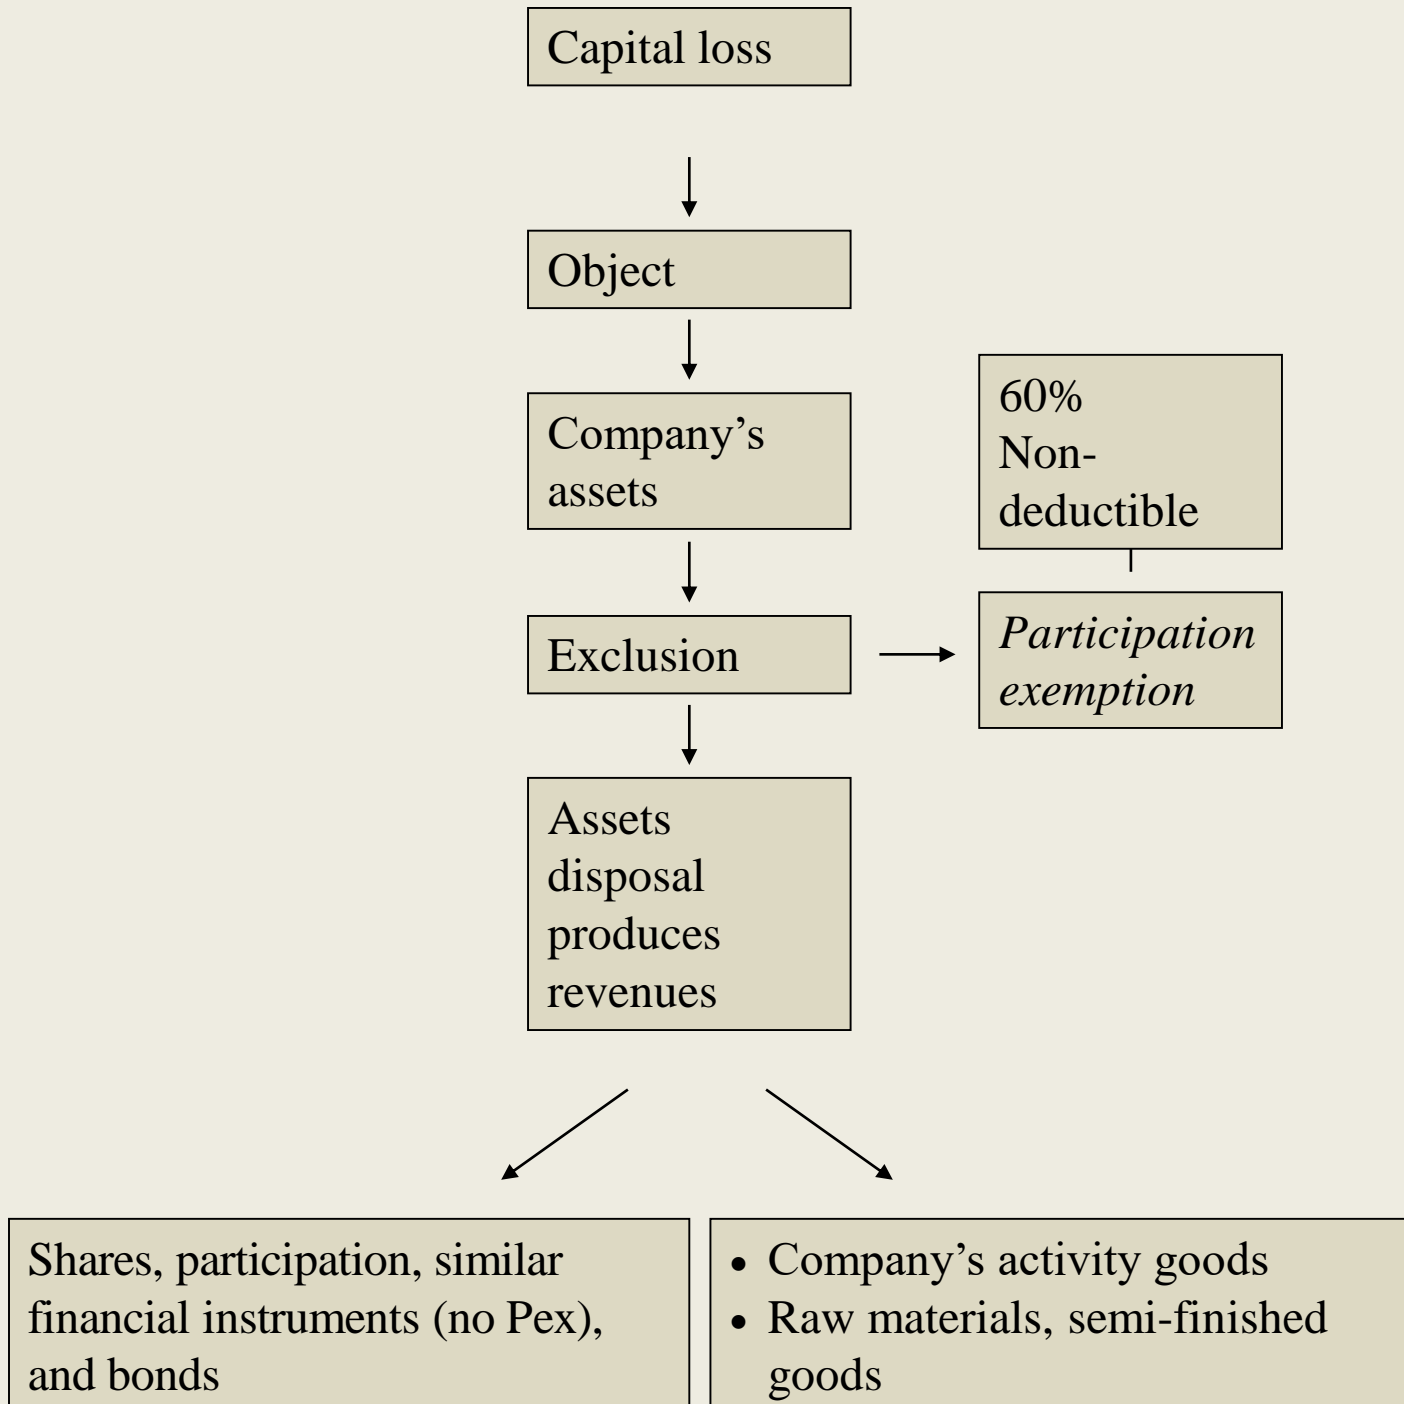 Capital loss
Object
Company’s
assets
60%
Non-
deductible
Exclusion
Participation
exemption
Assets
disposal
produces
revenues
Shares, participation, similar
financial instruments (no Pex),
and bonds
• Company’s activity goods
• Raw materials, semi-finished
goods